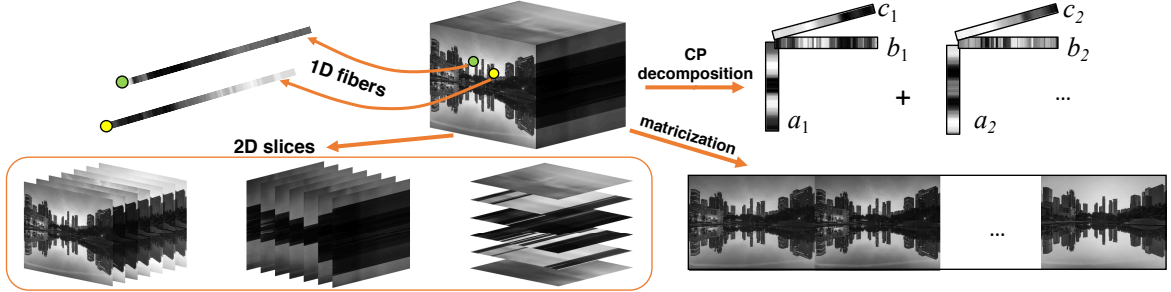 1D fibers
CP
decomposition
c1
b1
a1
+
c2
b2
a2
...
2D slices
matricization
...